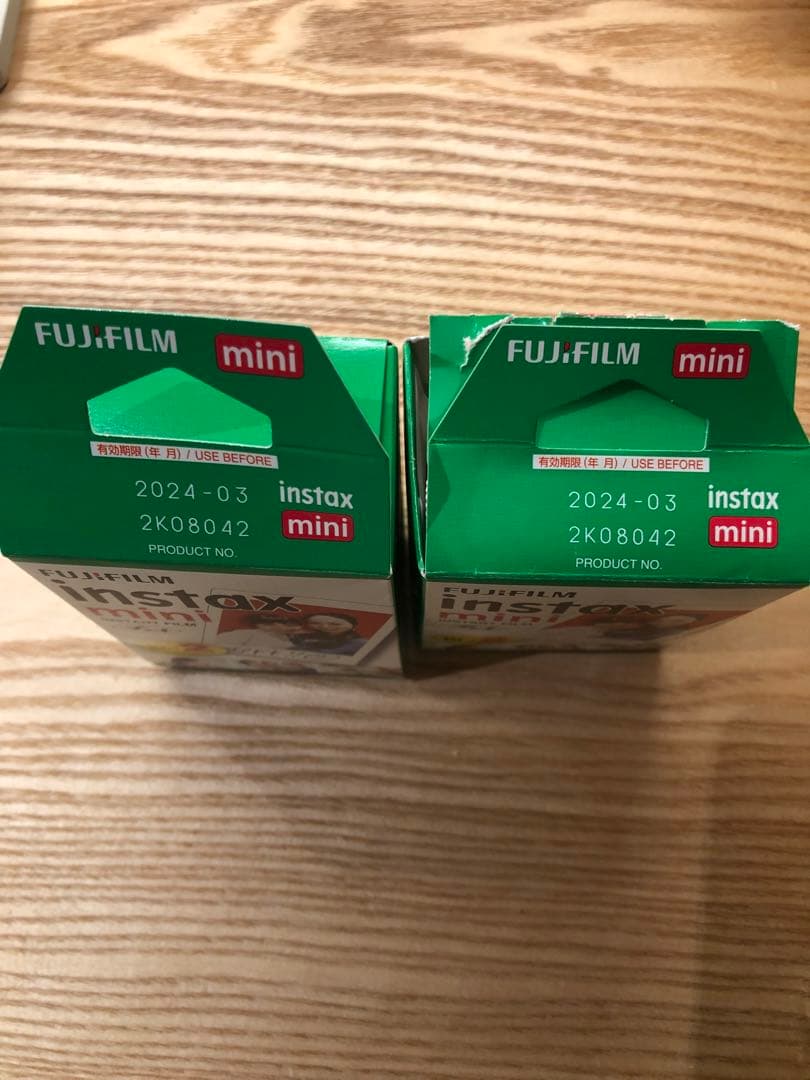 FUJIFILM mini
有効期限(年 月) / USE BEFORE
2024-03
2K08042
PRODUCT NO.
instax
mini
FUJIFILM
instax
mini
FUJIFILM mini
有効期限(年 月) / USE BEFORE
2024-03
2K08042
PRODUCT NO.
instax
mini
FUJIFILM
instax
mini